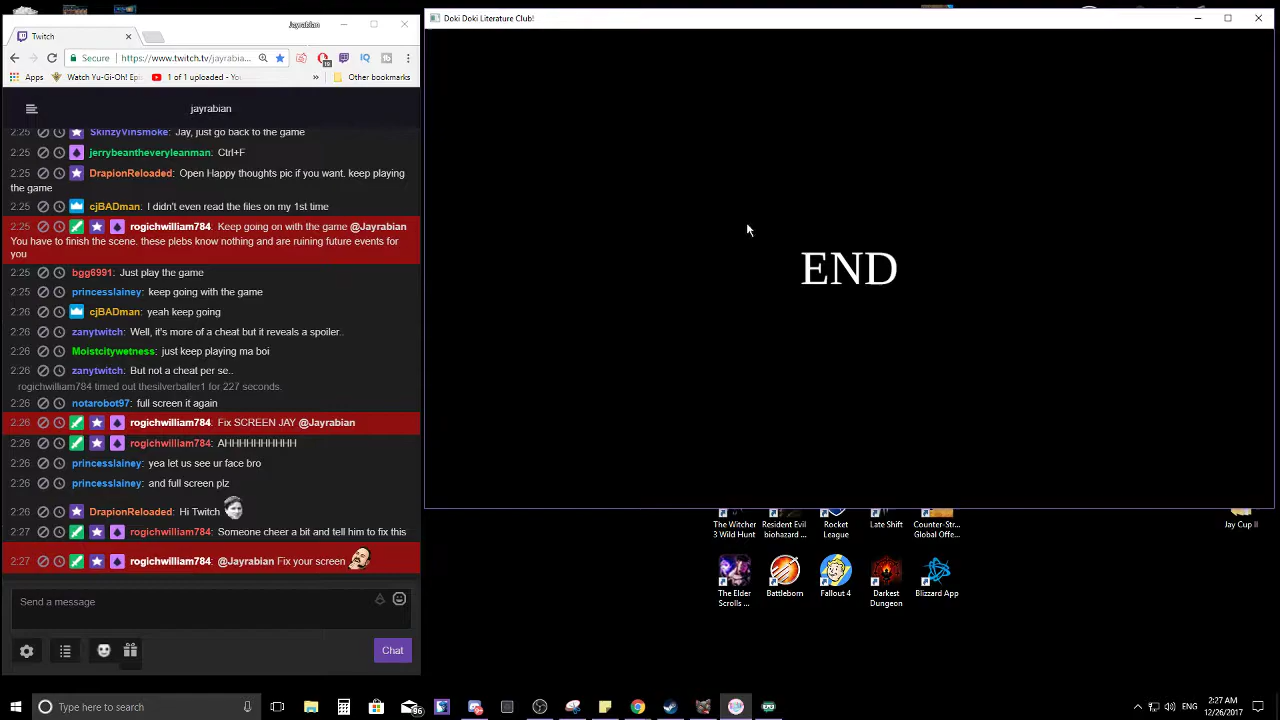 Jayrabian
Doki Doki Literature Club!
Twitch
Secure
https://www.twitch.tv/jayrabia...
Apps
Watch Yu-Gi-Oh! Epi
1 of 1 uploaded - Yo
»
Other bookmarks
jayrabian
2:25 SkinzyVinsmoke: Jay, just go back to the game
2:25 jerrybeantheveryleanman: Ctrl+F
2:25 DrapionReloaded: Open Happy thoughts pic if you want. keep playing
the game
2:25 cjBADman: I didn't even read the files on my 1st time
2:25 rogichwilliam784: Keep going on with the game @Jayrabian
You have to finish the scene. these plebs know nothing and are ruining future events for
you
2:25 bgg6991: Just play the game
2:25 princesslainey: keep going with the game
2:26 cjBADman: yeah keep going
2:26 zanytwitch: Well, it's more of a cheat but it reveals a spoiler..
2:26 Moistcitywetness: just keep playing ma boi
2:26 zanytwitch: But not a cheat per se..
rogichwilliam784 timed out thesilverballer1 for 227 seconds.
2:26 notarobot97: full screen it again
2:26 rogichwilliam784: Fix SCREEN JAY @Jayrabian
2:26 rogichwilliam784: AHHHHHHHHHH
2:26 princesslainey: yea let us see ur face bro
2:26 princesslainey: and full screen plz
2:26 DrapionReloaded: Hi Twitch
2:26 rogichwilliam784: Someone cheer a bit and tell him to fix this
2:27 rogichwilliam784: @Jayrabian Fix your screen
Send a message
Chat
END
The Witcher
3 Wild Hunt
Resident Evil
biohazard ...
Rocket
League
Late Shift
Counter-Str...
Global Offe...
Jay Cup II
The Elder
Scrolls ...
Battleborn
Fallout 4
Darkest
Dungeon
Blizzard App
Type here to search
96
ENG
2:27 AM
12/26/2017